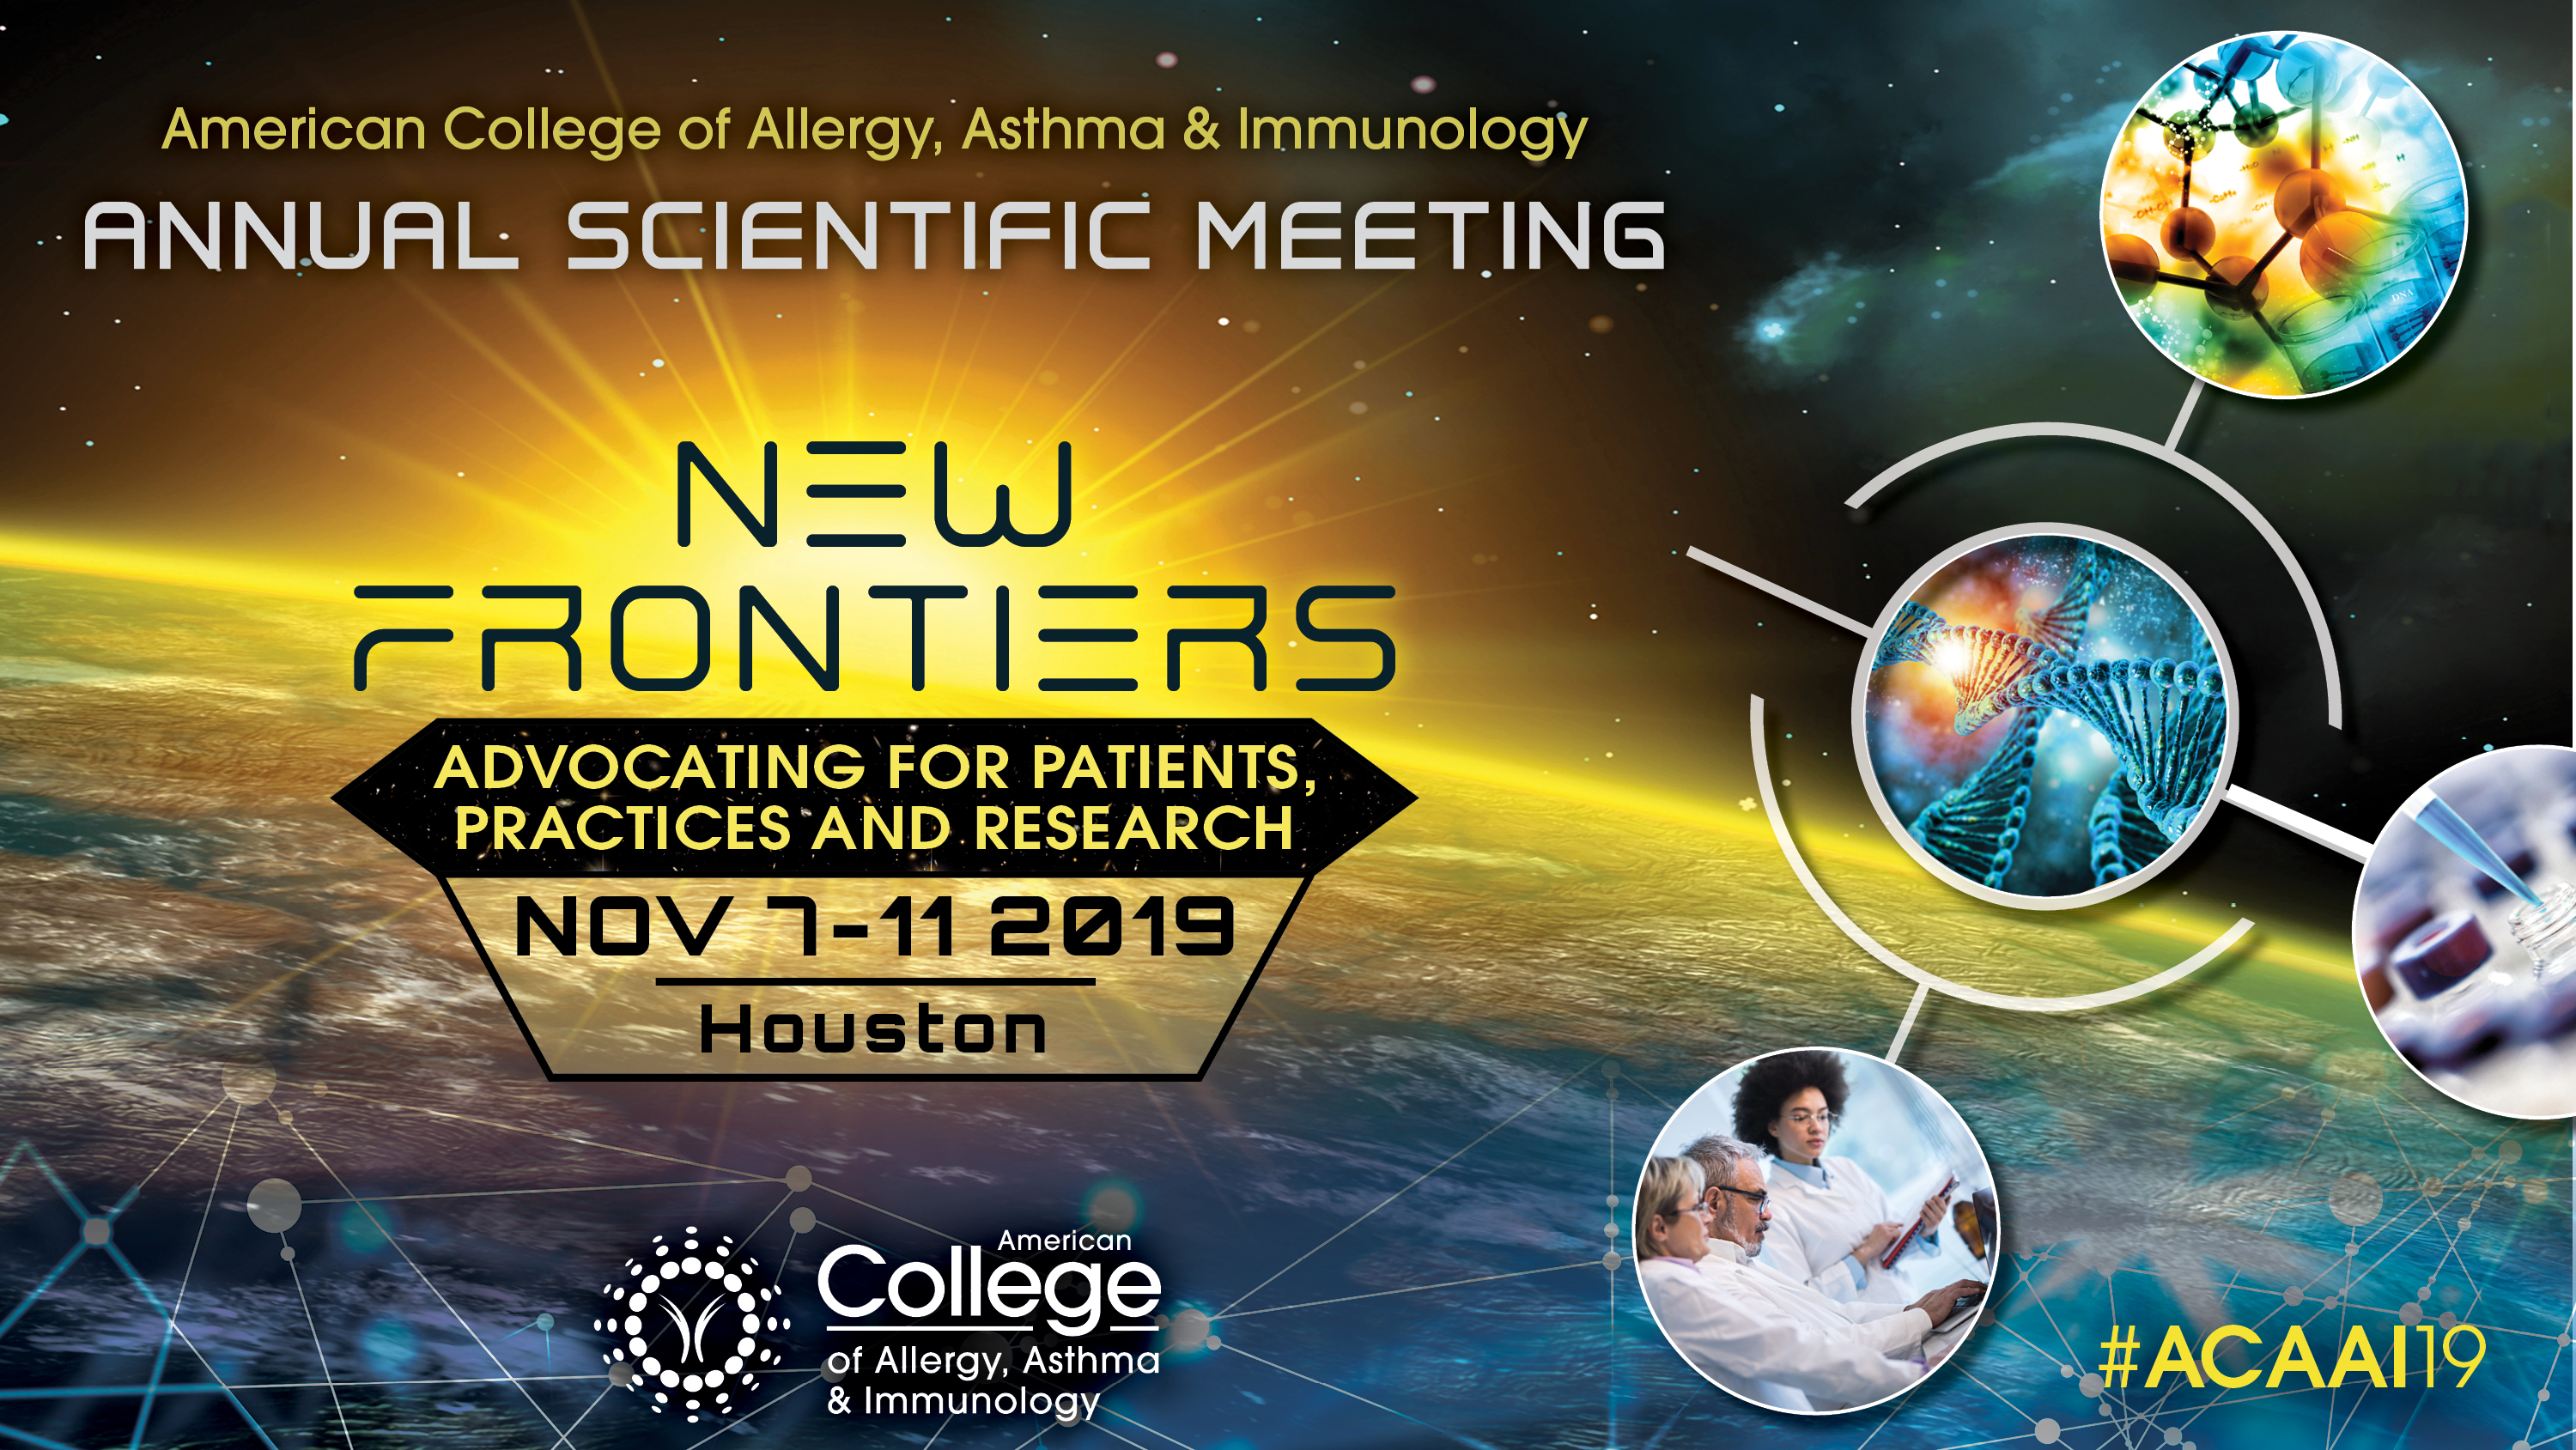 American College of Allergy, Asthma & Immunology
ANNUAL SCIENTIFIC MEETING
NEW
FRONTIERS
ADVOCATING FOR PATIENTS,
PRACTICES AND RESEARCH
NOV 7-11 2019
Houston
American
College
of Allergy, Asthma
& Immunology
#ACAAI19
DNA